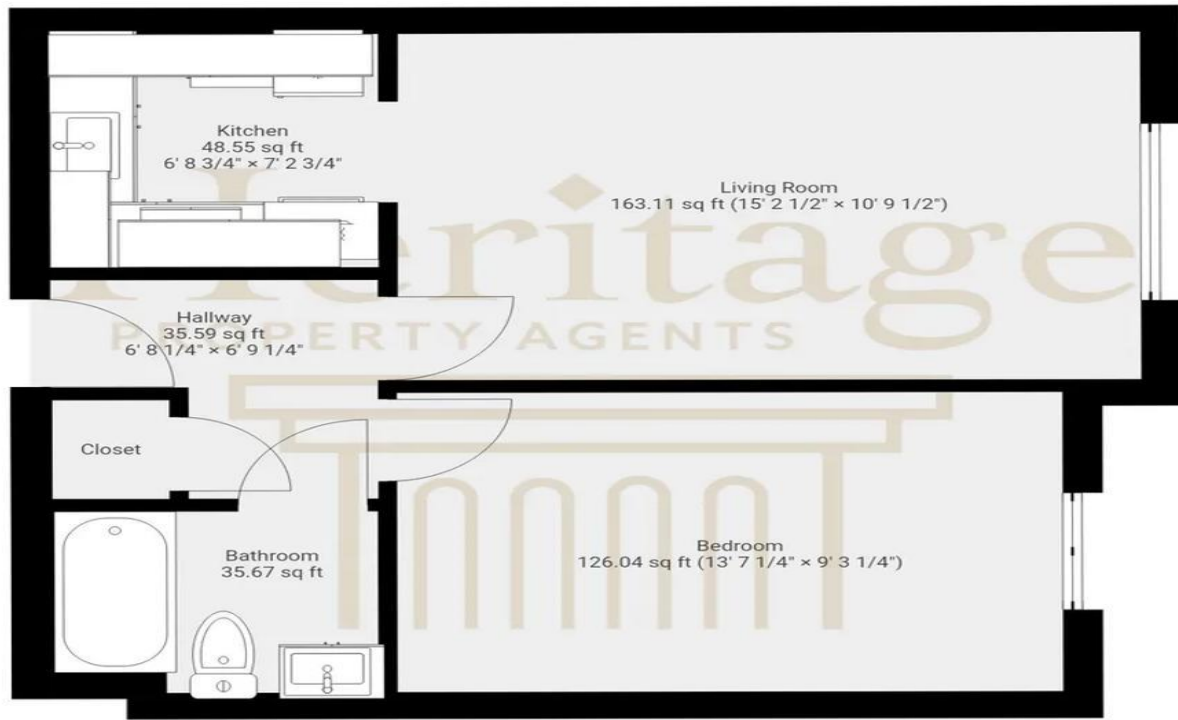 Kitchen
48.55 sq ft
6' 8 3/4" × 7' 2 3/4"
Living Room
163.11 sq ft (15' 2 1/2" × 10' 9 1/2")
Heritage
PROPERTY AGENTS
Hallway
35.59 sq ft
6' 8 1/4" × 6' 9 1/4"
Closet
Bathroom
35.67 sq ft
Bedroom
126.04 sq ft (13' 7 1/4" × 9' 3 1/4")